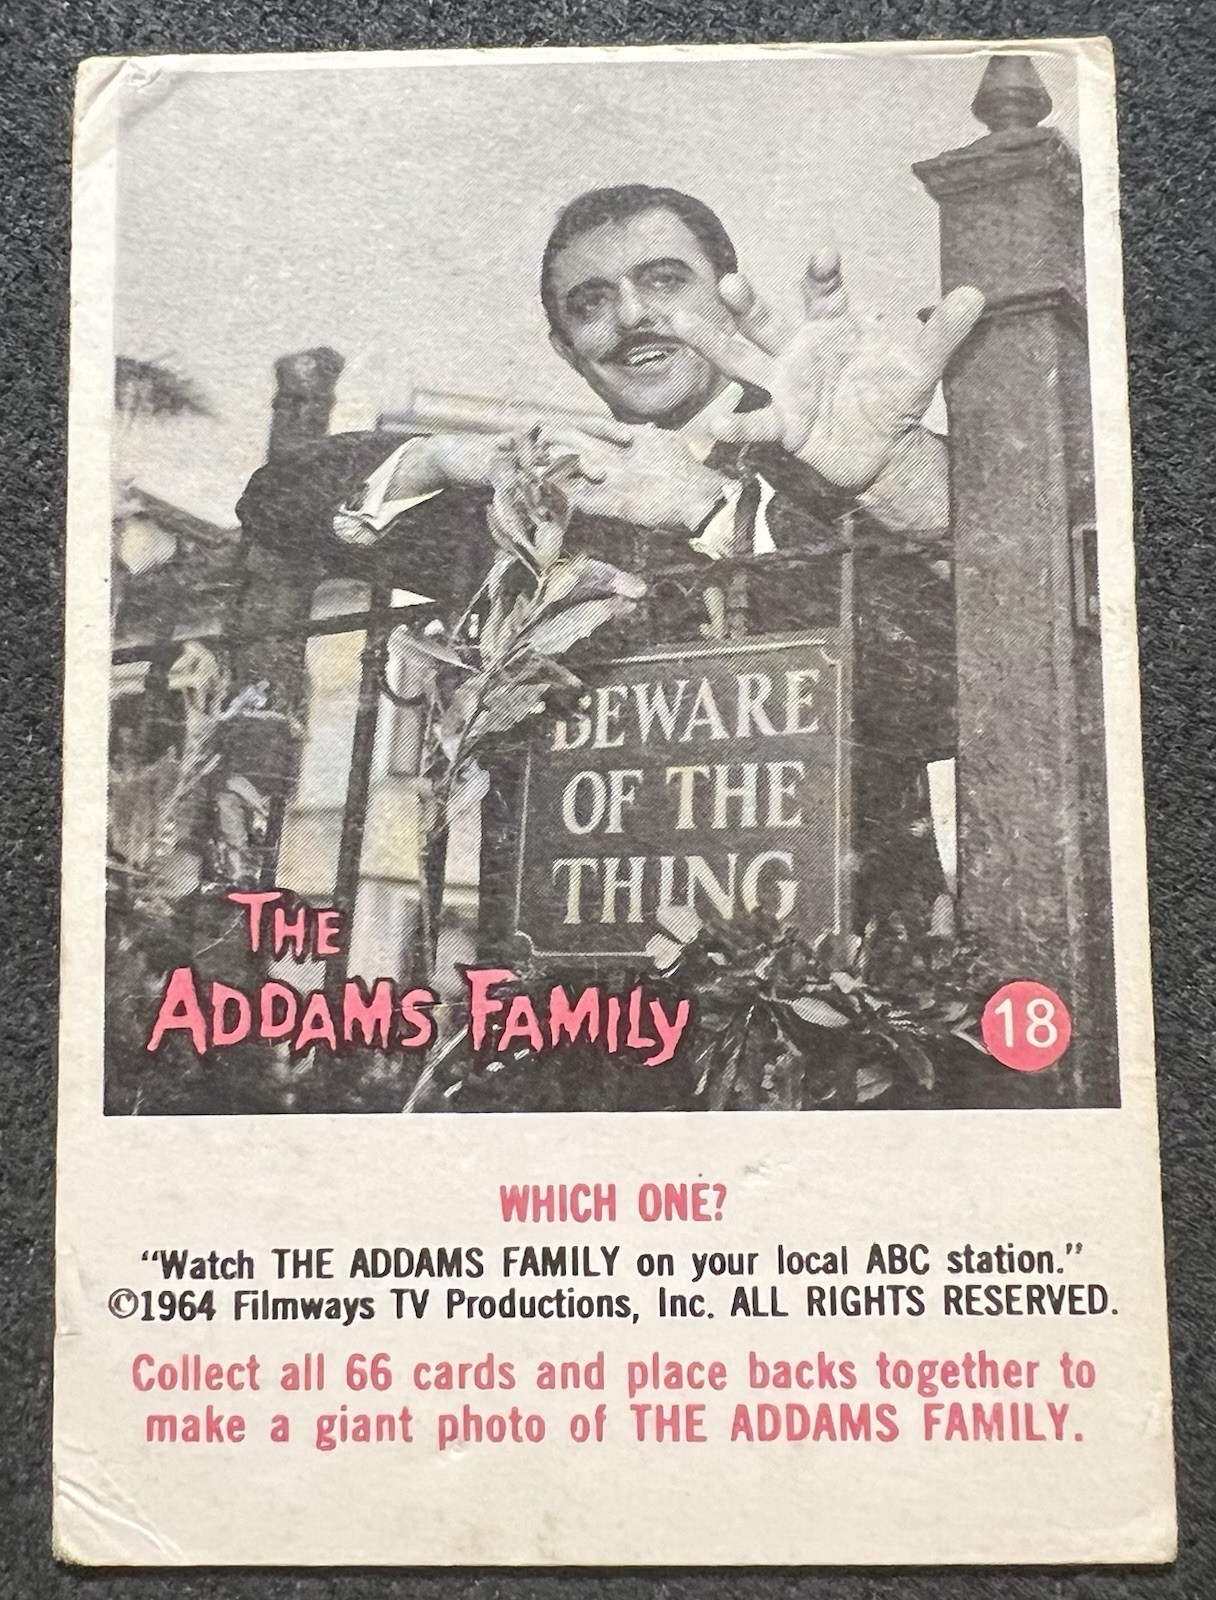 BEWARE
OF THE
THING
THE
ADDAMS FAMILY
18
WHICH ONE?
“Watch THE ADDAMS FAMILY on your local ABC station.”
©1964 Filmways TV Productions, Inc. ALL RIGHTS RESERVED.
Collect all 66 cards and place backs together to
make a giant photo of THE ADDAMS FAMILY.